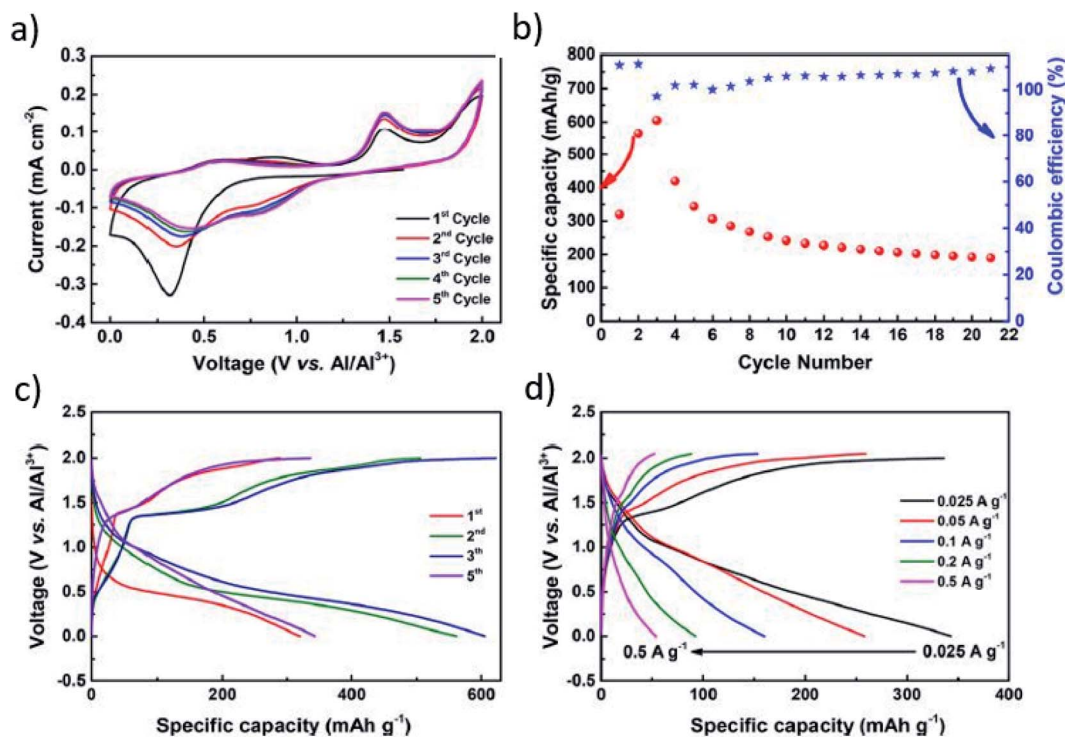 a)
0.3
0.2
0.1
0.0
-0.1
-0.2
-0.3
-0.4
Current (mA cm-2)
1st Cycle
2nd Cycle
3rd Cycle
4th Cycle
5th Cycle
0.0 0.5 1.0 1.5 2.0
Voltage (V vs. Al/Al3+)
b)
800
700
600
500
400
300
200
100
0
Specific capacity (mAh/g)
100
80
60
40
20
0
Coulombic efficiency (%)
0 2 4 6 8 10 12 14 16 18 20 22
Cycle Number
c)
2.5
2.0
1.5
1.0
0.5
0.0
-0.5
Voltage (V vs. Al/Al3+)
1st
2nd
3th
5th
0 200 400 600
Specific capacity (mAh g-1)
d)
2.5
2.0
1.5
1.0
0.5
0.0
-0.5
Voltage (V vs. Al/Al3+)
0.025 A g-1
0.05 A g-1
0.1 A g-1
0.2 A g-1
0.5 A g-1
0.5 A g-1 0.025 A g-1
0 100 200 300 400
Specific capacity (mAh g-1)